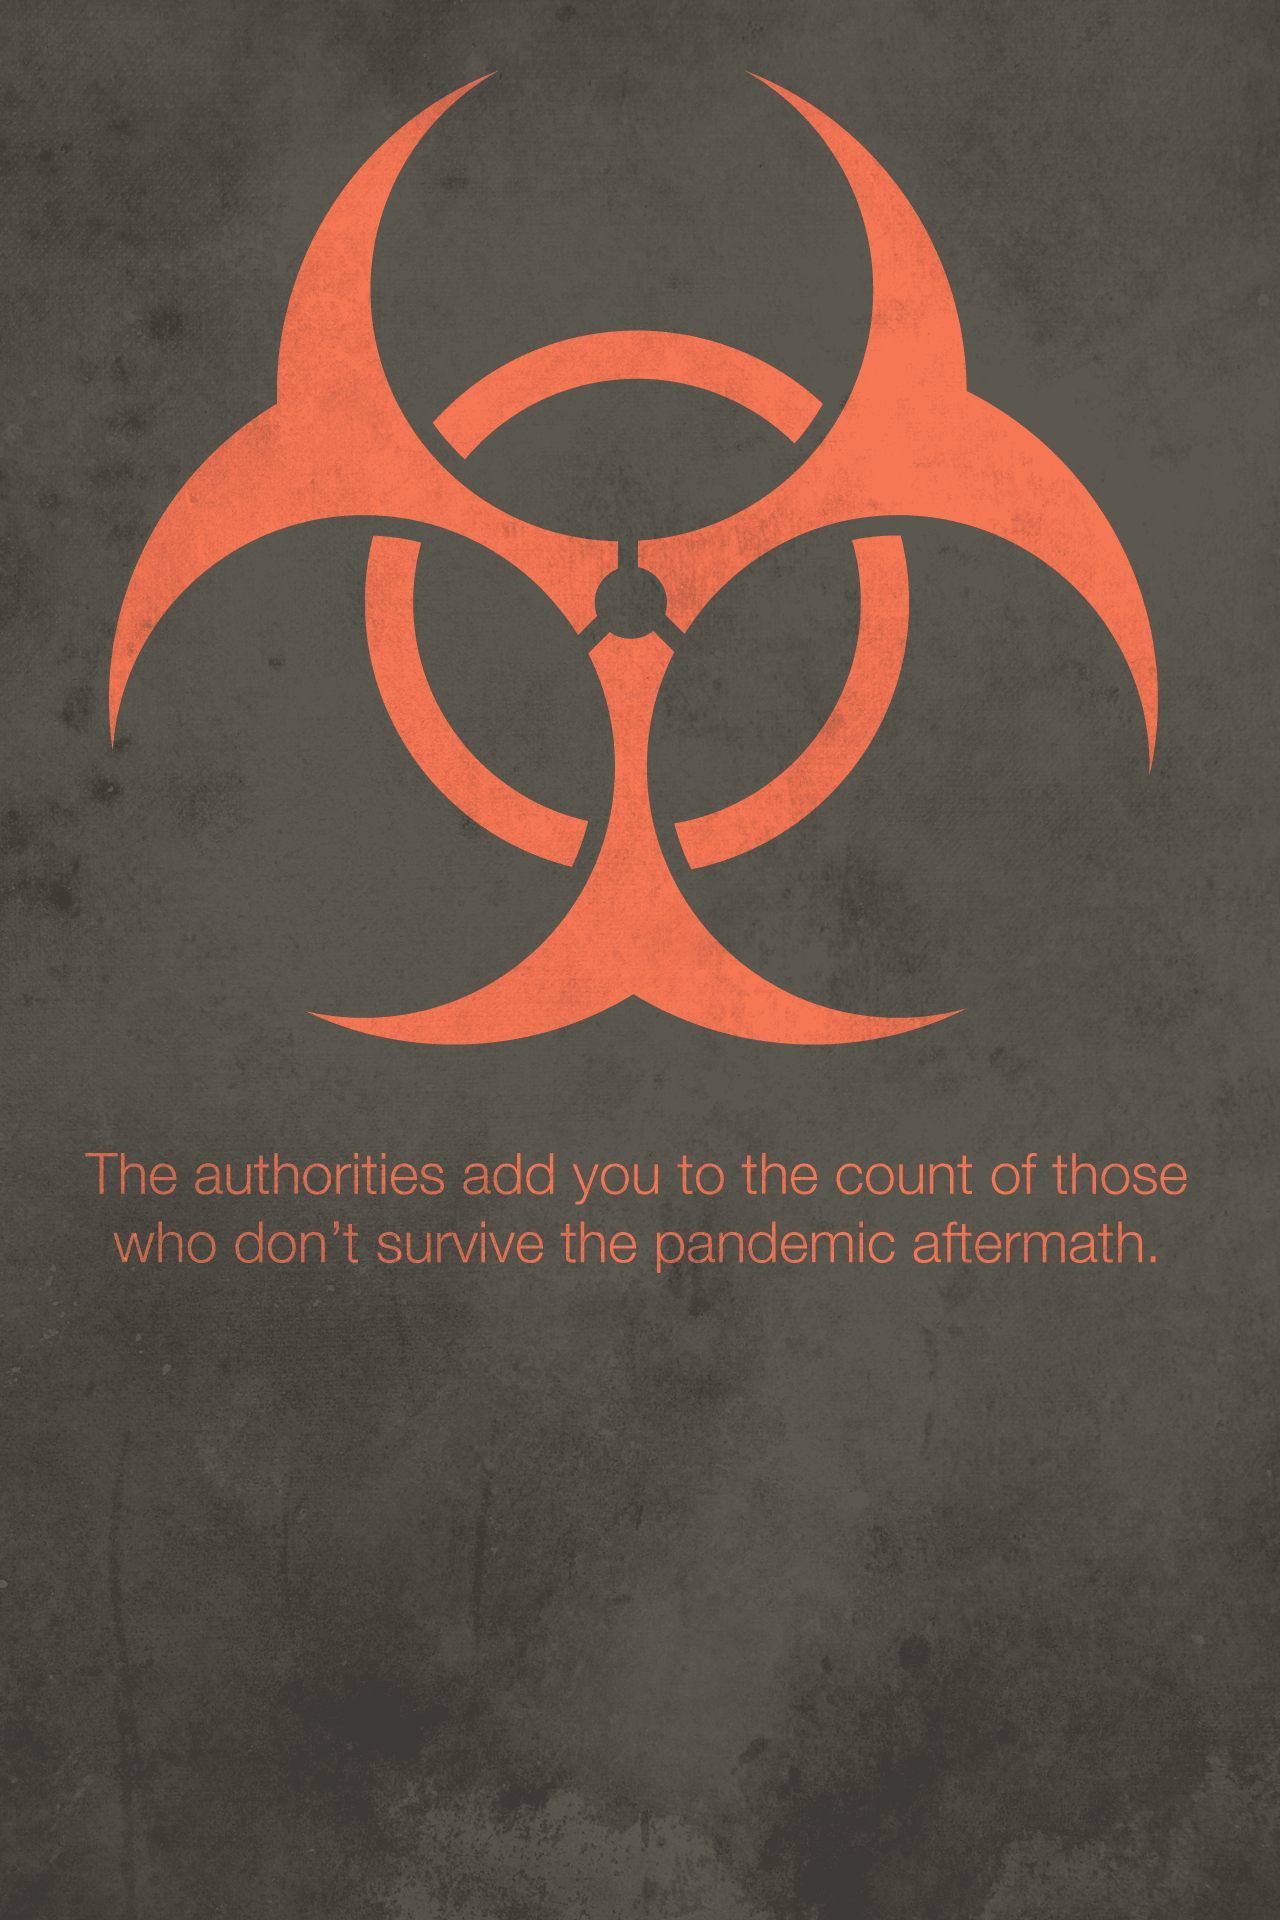 The authorities add you to the count of those
who don’t survive the pandemic aftermath.